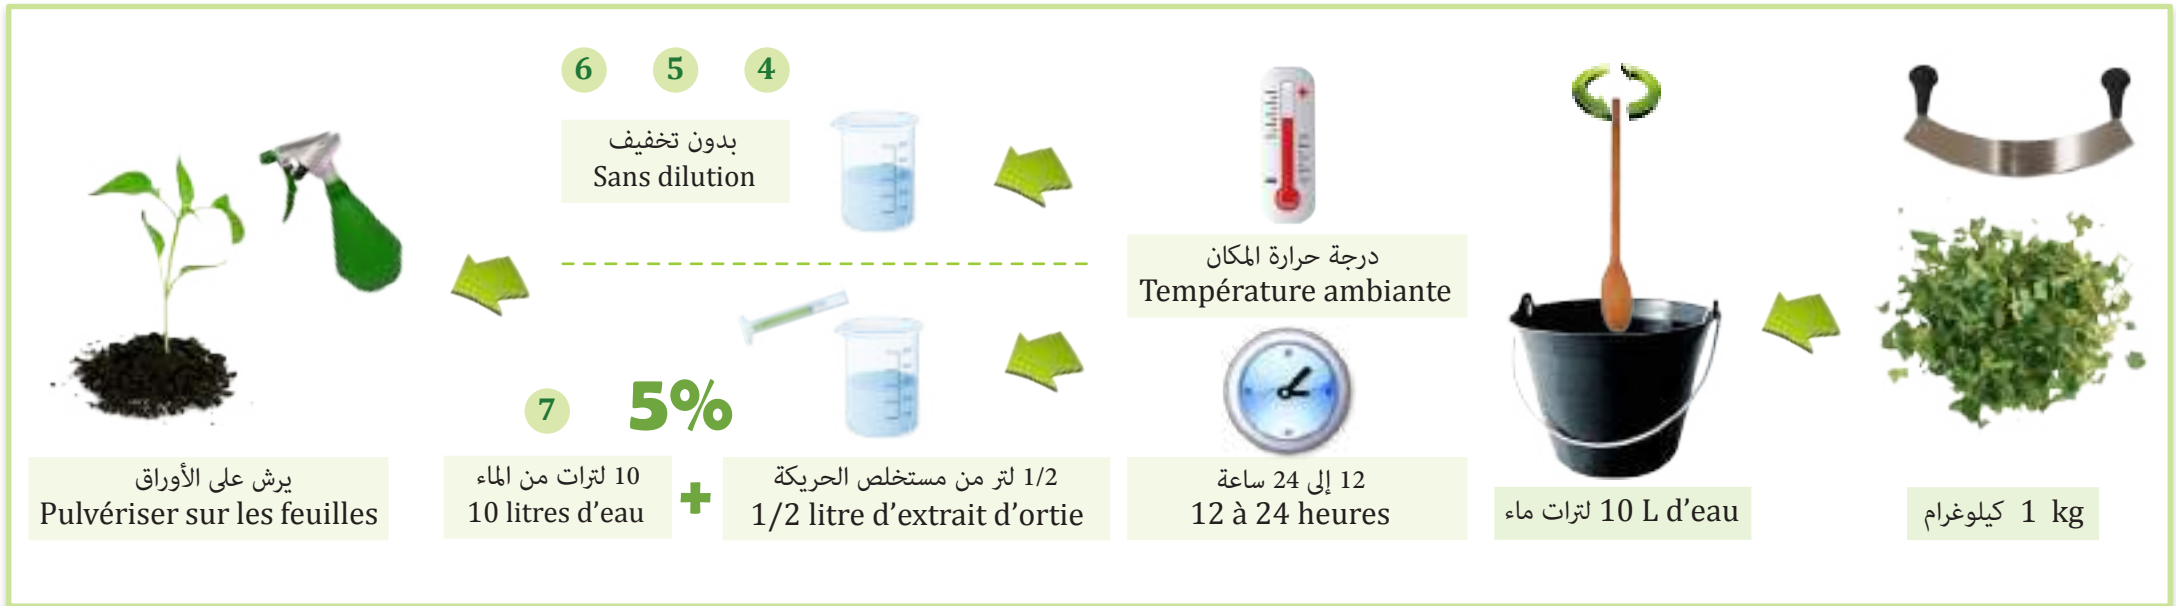 1 kg كيلوغرام
10 L d’eau لترات ماء
درجة حرارة المكان
Température ambiante
12 إلى 24 ساعة
12 à 24 heures
4 5 6
بدون تخفيف
Sans dilution
5%
7
1/2 لتر من مستخلص الحريكة
1/2 litre d’extrait d’ortie
+
10 لترات من الماء
10 litres d’eau
يرش على الأوراق
Pulvériser sur les feuilles